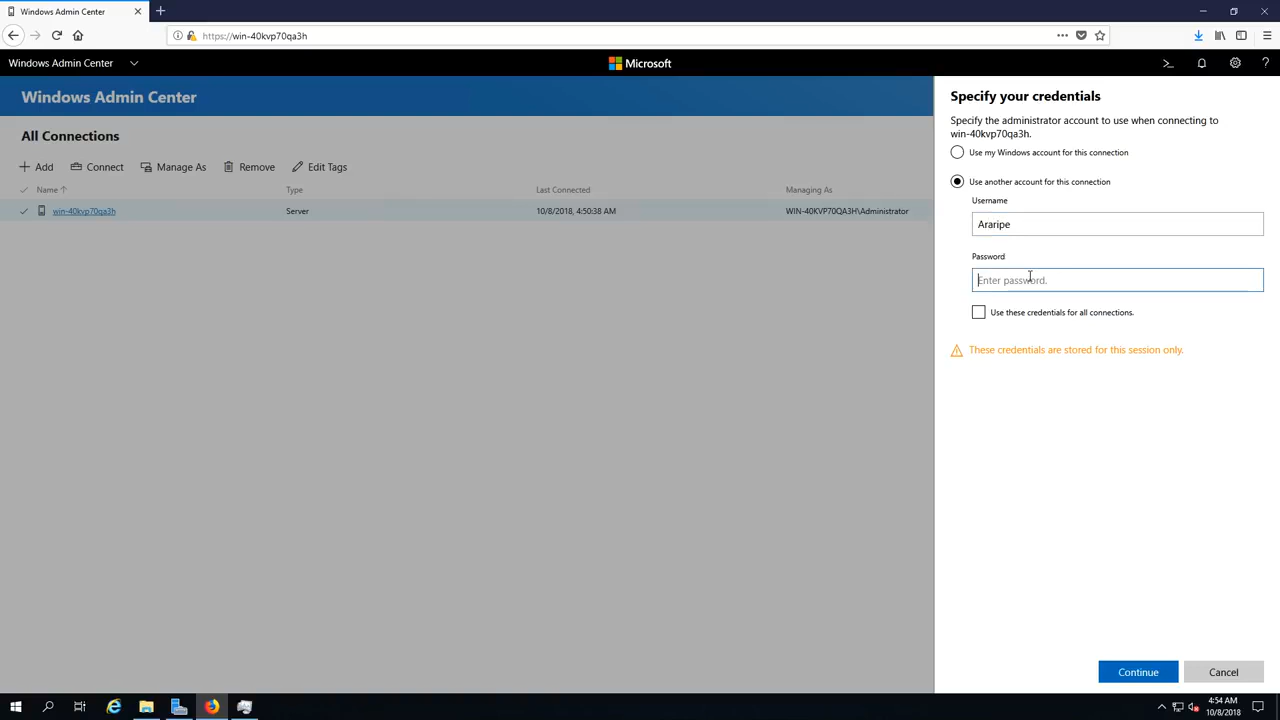 Windows Admin Center
https://win-40kvp70qa3h
Windows Admin Center
Microsoft
Windows Admin Center
All Connections
Add
Connect
Manage As
Remove
Edit Tags
Name
Type
Last Connected
Managing As
win-40kvp70qa3h
Server
10/8/2018, 4:50:38 AM
WIN-40KVP70QA3H\Administrator
Specify your credentials
Specify the administrator account to use when connecting to
win-40kvp70qa3h.
Use my Windows account for this connection
Use another account for this connection
Username
Araripe
Password
Enter password.
Use these credentials for all connections.
These credentials are stored for this session only.
Continue
Cancel
4:54 AM
10/8/2018